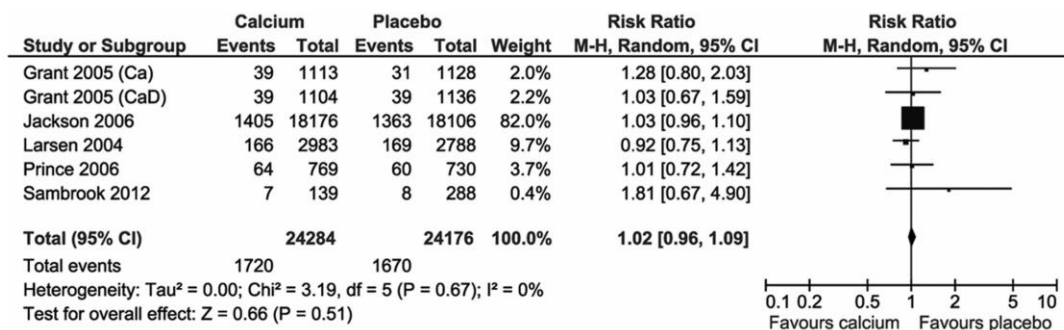 Calcium Placebo Risk Ratio Risk Ratio
Study or Subgroup Events Total Events Total Weight M-H, Random, 95% CI M-H, Random, 95% CI
Grant 2005 (Ca) 39 1113 31 1128 2.0% 1.28 [0.80, 2.03]
Grant 2005 (CaD) 39 1104 39 1136 2.2% 1.03 [0.67, 1.59]
Jackson 2006 1405 18176 1363 18106 82.0% 1.03 [0.96, 1.10]
Larsen 2004 166 2983 169 2788 9.7% 0.92 [0.75, 1.13]
Prince 2006 64 769 60 730 3.7% 1.01 [0.72, 1.42]
Sambrook 2012 7 139 8 288 0.4% 1.81 [0.67, 4.90]
Total (95% CI) 24284 24176 100.0% 1.02 [0.96, 1.09]
Total events 1720 1670
Heterogeneity: Tau² = 0.00; Chi² = 3.19, df = 5 (P = 0.67); I² = 0%
Test for overall effect: Z = 0.66 (P = 0.51)
0.1 0.2 0.5 1 2 5 10
Favours calcium Favours placebo